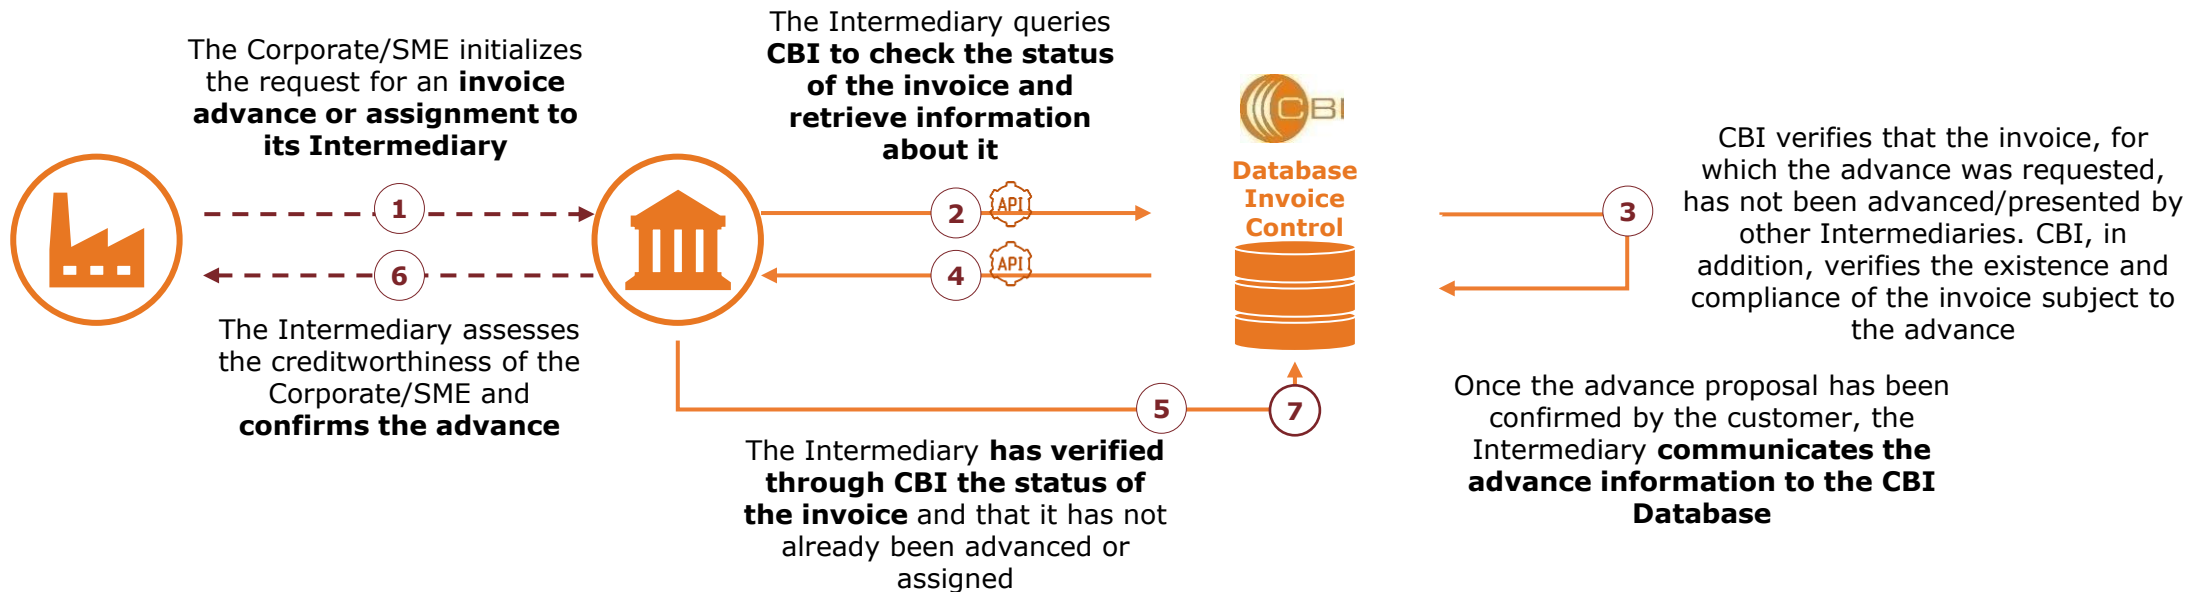 The Corporate/SME initializes
the request for an invoice
advance or assignment to
its Intermediary
The Intermediary queries
CBI to check the status
of the invoice and
retrieve information
about it
CBI
Database
Invoice
Control
CBI verifies that the invoice, for
which the advance was requested,
has not been advanced/presented by
other Intermediaries. CBI, in
addition, verifies the existence and
compliance of the invoice subject to
the advance
1
2
API
3
6
4
API
The Intermediary assesses
the creditworthiness of the
Corporate/SME and
confirms the advance
5
7
The Intermediary has verified
through CBI the status of
the invoice and that it has not
already been advanced or
assigned
Once the advance proposal has been
confirmed by the customer, the
Intermediary communicates the
advance information to the CBI
Database